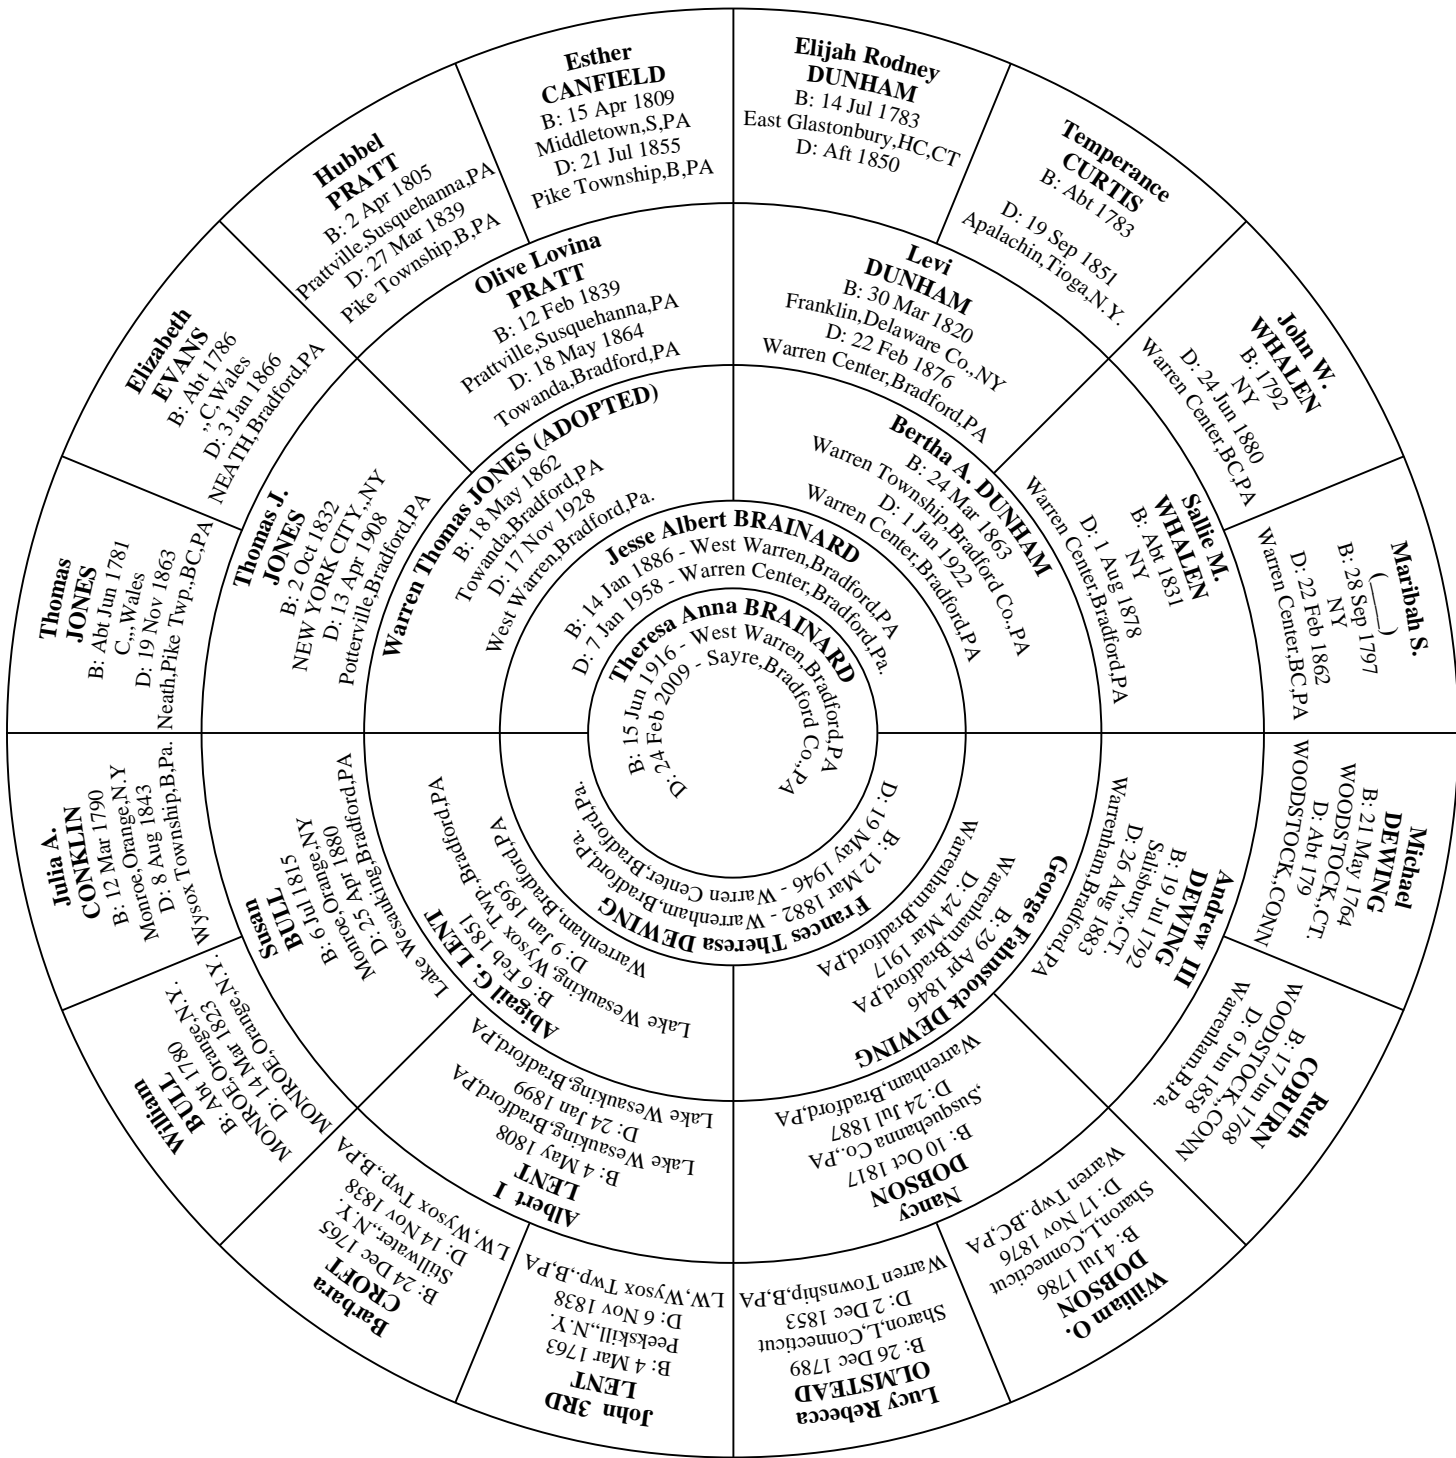 Theresa Anna BRAINARD
B: 15 Jun 1916 - West Warren,Bradford,PA
D: 24 Feb 2009 - Sayre,Bradford Co.,PA
Jesse Albert BRAINARD
B: 14 Jan 1886 - West Warren,Bradford,PA
D: 7 Jan 1958 - Warren Center,Bradford,Pa.
Frances Theresa DEWING
B: 12 Mar 1882 - Warrenham,Bradford,Pa.
D: 19 May 1946 - Warren Center,Bradford,Pa.
Warren Thomas JONES (ADOPTED)
B: 18 May 1862
Towanda,Bradford,PA
D: 17 Nov 1928
West Warren,Bradford,Pa.
Bertha A. DUNHAM
B: 24 Mar 1863
Warren Township,Bradford Co.,PA
D: 1 Jan 1922
Warren Center,Bradford,PA
George Fahnstock DEWING
B: 29 Apr 1846
Warrenham,Bradford,PA
D: 24 Mar 1917
Warrenham,Bradford,PA
Abigail G. LENT
B: 6 Feb 1851
Lake Wesauking,Wysox Twp.,Bradford,PA
D: 9 Jan 1893
Warrenham,Bradford,PA
Thomas J.
JONES
B: 2 Oct 1832
NEW YORK CITY,,NY
D: 13 Apr 1908
Potterville,Bradford,PA
Olive Lovina
PRATT
B: 12 Feb 1839
Prattville,Susquehanna,PA
D: 18 May 1864
Towanda,Bradford,PA
Levi
DUNHAM
B: 30 Mar 1820
Franklin,Delaware Co.,NY
D: 22 Feb 1876
Warren Center,Bradford,PA
Sallie M.
WHALEN
B: Abt 1831
NY
D: 1 Aug 1878
Warren Center,Bradford,PA
Andrew III
DEWING
B: 19 Jul 1792
Salisbury,,CT.
D: 26 Aug 1883
Warrenham,Bradford,PA
Nancy
DOBSON
B: 10 Oct 1817
,Susquehanna Co.,PA
D: 24 Jul 1887
Warrenham,Bradford,PA
Albert I
LENT
B: 4 May 1808
Lake Wesauking,Bradford,PA
D: 24 Jan 1899
Lake Wesauking,Bradford,PA
Susan
BULL
B: 6 Jul 1815
Monroe,Orange,NY
D: 25 Apr 1880
Lake Wesauking,Bradford,PA
Thomas
JONES
B: Abt Jun 1781
C,,,Wales
D: 19 Nov 1863
Neath,Pike Twp.,BC,PA
Elizabeth
EVANS
B: Abt 1786
,,C,Wales
D: 3 Jan 1866
NEATH,Bradford,PA
Hubbel
PRATT
B: 2 Apr 1805
Prattville,Susquehanna,PA
D: 27 Mar 1839
Pike Township,B,PA
Esther
CANFIELD
B: 15 Apr 1809
Middletown,S,PA
D: 21 Jul 1855
Pike Township,B,PA
Elijah Rodney
DUNHAM
B: 14 Jul 1783
East Glastonbury,HC,CT
D: Aft 1850
Temperance
CURTIS
B: Abt 1783
D: 19 Sep 1851
Apalachin,Tioga,N.Y.
John W.
WHALEN
B: 1792
NY
D: 24 Jun 1880
Warren Center,BC,PA
Maribah S.
(_____)
B: 28 Sep 1797
NY
D: 22 Feb 1862
Warren Center,BC,PA
Michael
DEWING
B: 21 May 1764
WOODSTOCK,,CT.
D: Abt 179
WOODSTOCK,,CONN
Ruth
COBURN
B: 17 Jun 1768
WOODSTOCK,,CONN
D: 6 Jun 1858
Warrenham,B,Pa.
William O.
DOBSON
B: 4 Jul 1786
Sharon,L,Connecticut
D: 17 Nov 1876
Warren Twp.,BC,PA
Lucy Rebecca
OLMSTEAD
B: 26 Dec 1789
Sharon,L,Connecticut
D: 2 Dec 1853
Warren Township,B,PA
John 3RD
LENT
B: 4 Mar 1763
Peekskill,,N.Y.
D: 6 Nov 1838
LW,Wysox Twp.,B,PA
Barbara
CROFT
B: 24 Dec 1765
Stillwater,,N.Y.
D: 14 Nov 1838
LW,Wysox Twp.,B,PA
William
BULL
B: Abt 1780
MONROE,Orange,N.Y.
D: 14 Mar 1823
MONROE,Orange,N.Y.
Julia A.
CONKLIN
B: 12 Mar 1790
Monroe,Orange,N.Y
D: 8 Aug 1843
Wysox Township,B,Pa.